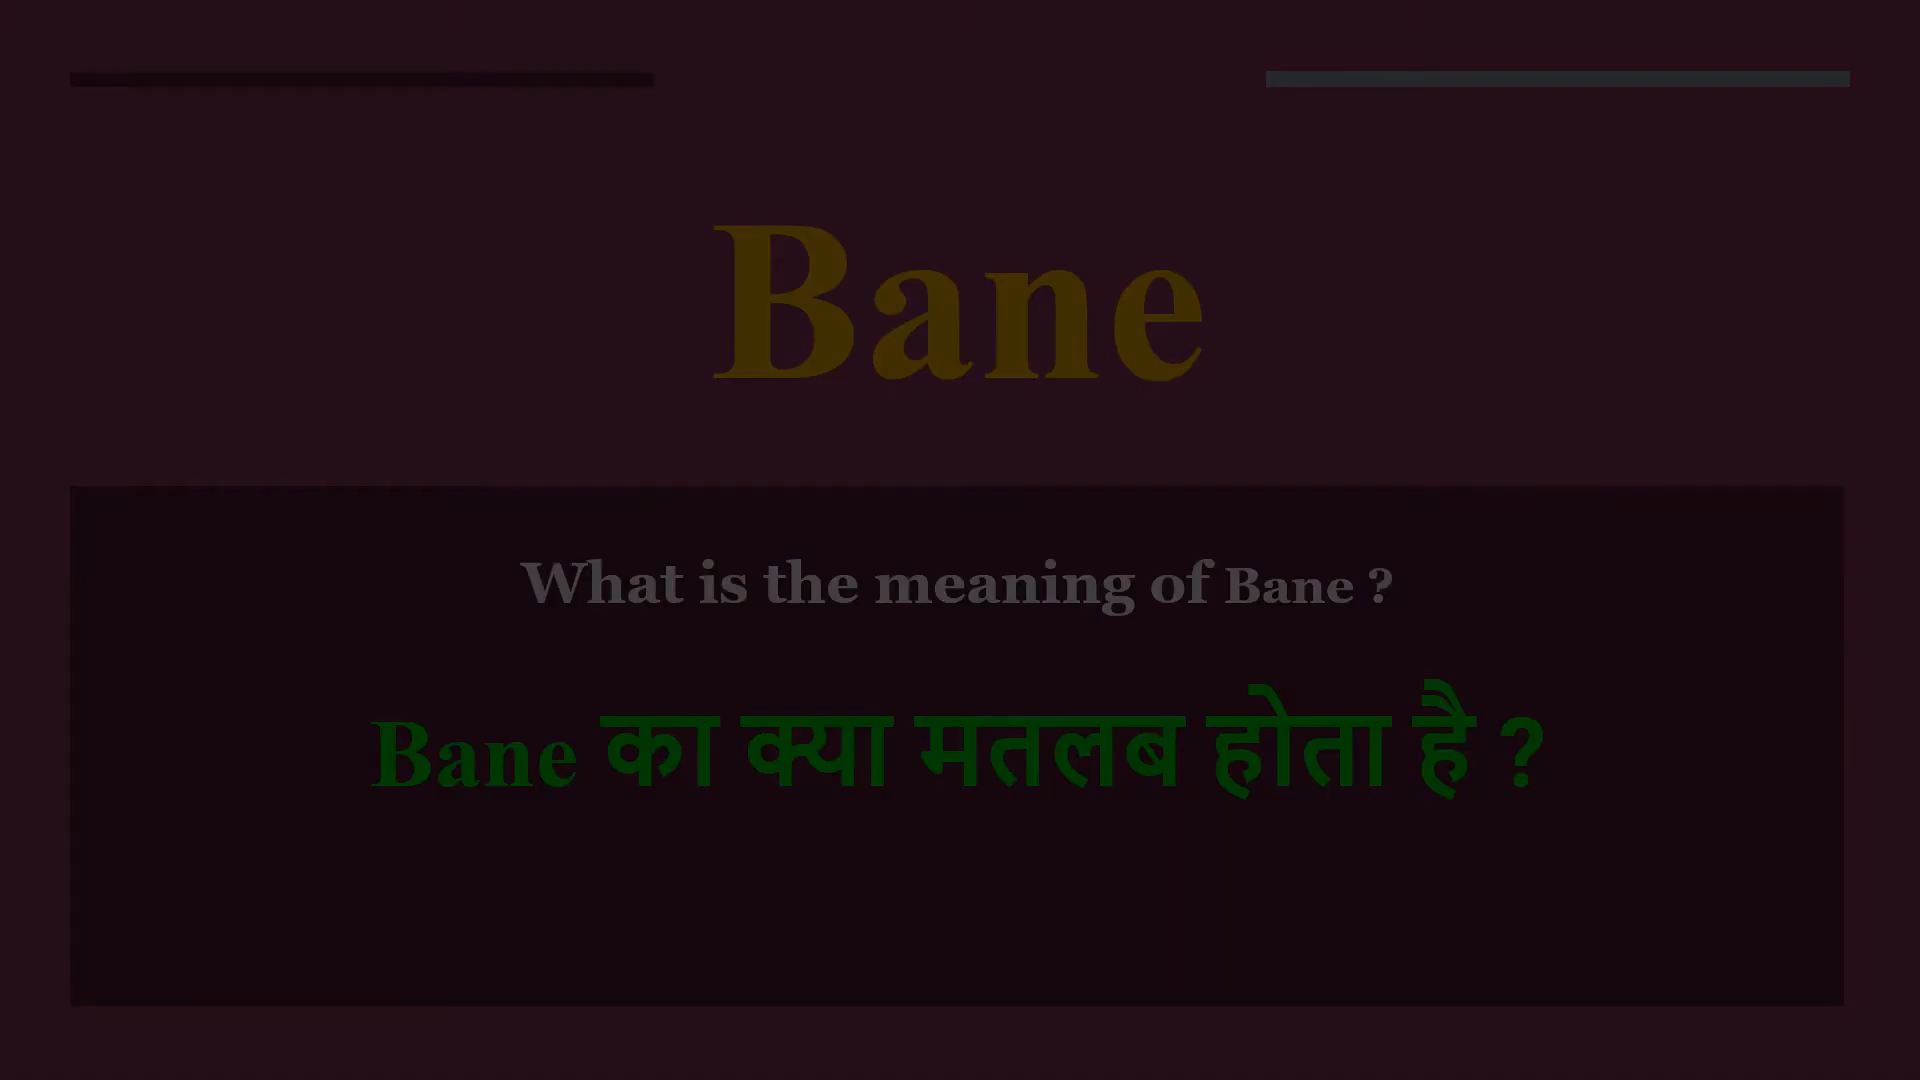 Bane
What is the meaning of Bane ?
Bane का क्या मतलब होता है ?